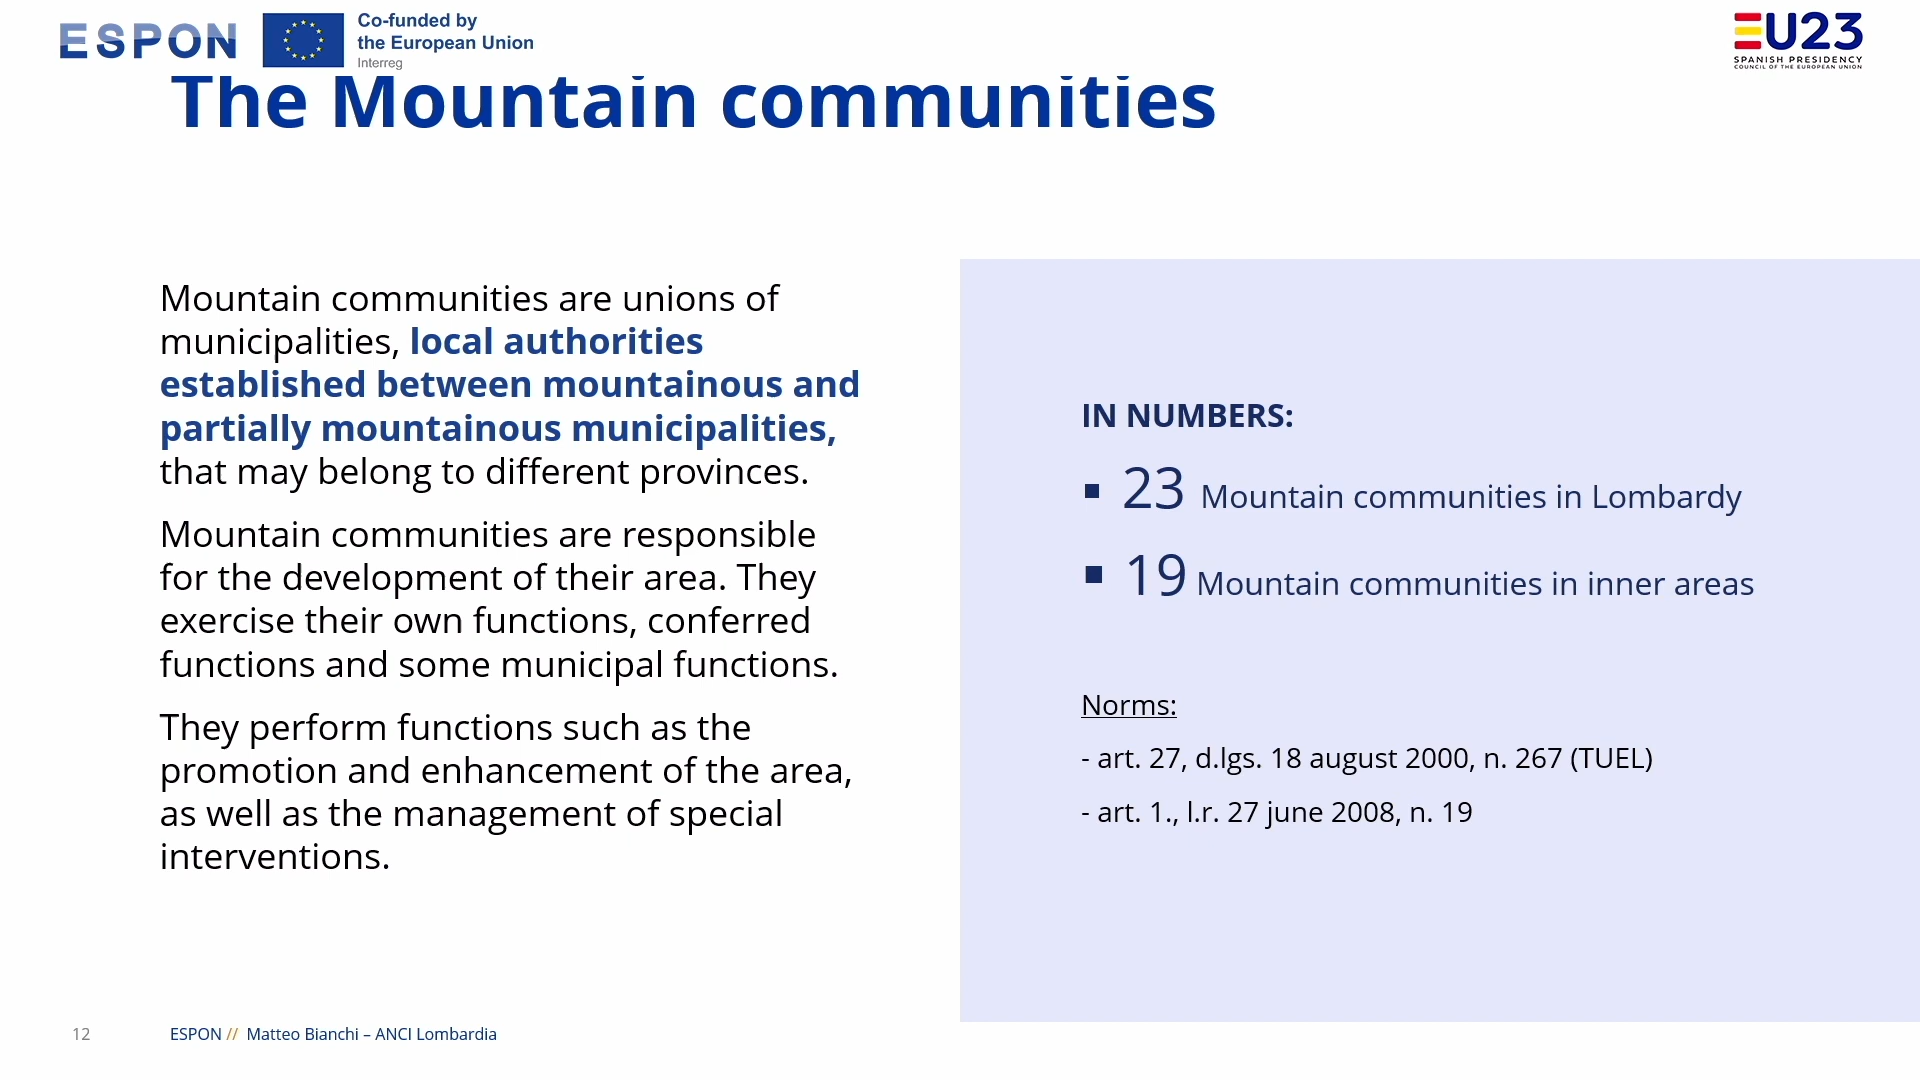 ESPON
Co-funded by
the European Union
Interreg
EU23
SPANISH PRESIDENCY
COUNCIL OF THE EUROPEAN UNION
The Mountain communities
Mountain communities are unions of
municipalities, local authorities
established between mountainous and
partially mountainous municipalities,
that may belong to different provinces.
Mountain communities are responsible
for the development of their area. They
exercise their own functions, conferred
functions and some municipal functions.
They perform functions such as the
promotion and enhancement of the area,
as well as the management of special
interventions.
IN NUMBERS:
▪ 23 Mountain communities in Lombardy
▪ 19 Mountain communities in inner areas
Norms:
- art. 27, d.lgs. 18 august 2000, n. 267 (TUEL)
- art. 1., l.r. 27 june 2008, n. 19
12 ESPON // Matteo Bianchi – ANCI Lombardia